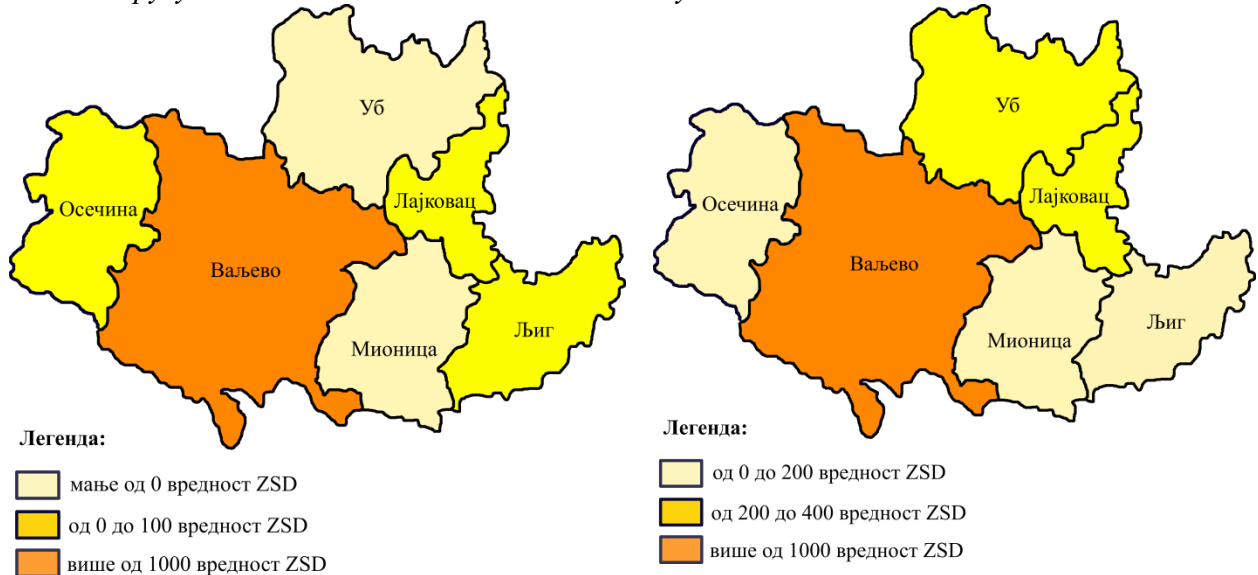 Уб
Осечина
Лајковац
Ваљево
Мионица
Љиг
Легенда:
мање од 0 вредност ZSD
од 0 до 100 вредност ZSD
више од 1000 вредност ZSD
Уб
Осечина
Лајковац
Ваљево
Мионица
Љиг
Легенда:
од 0 до 200 вредност ZSD
од 200 до 400 вредност ZSD
више од 1000 вредност ZSD